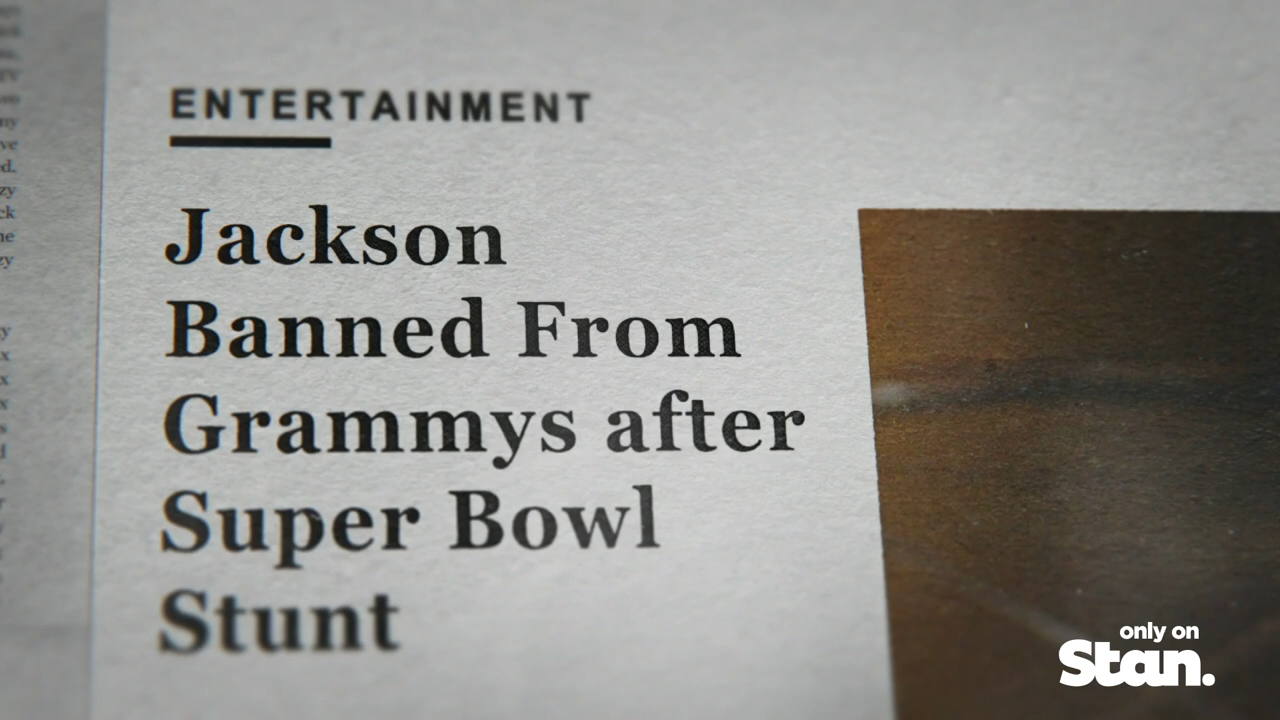 ENTERTAINMENT
Jackson
Banned From
Grammys after
Super Bowl
Stunt
only on
Stan.